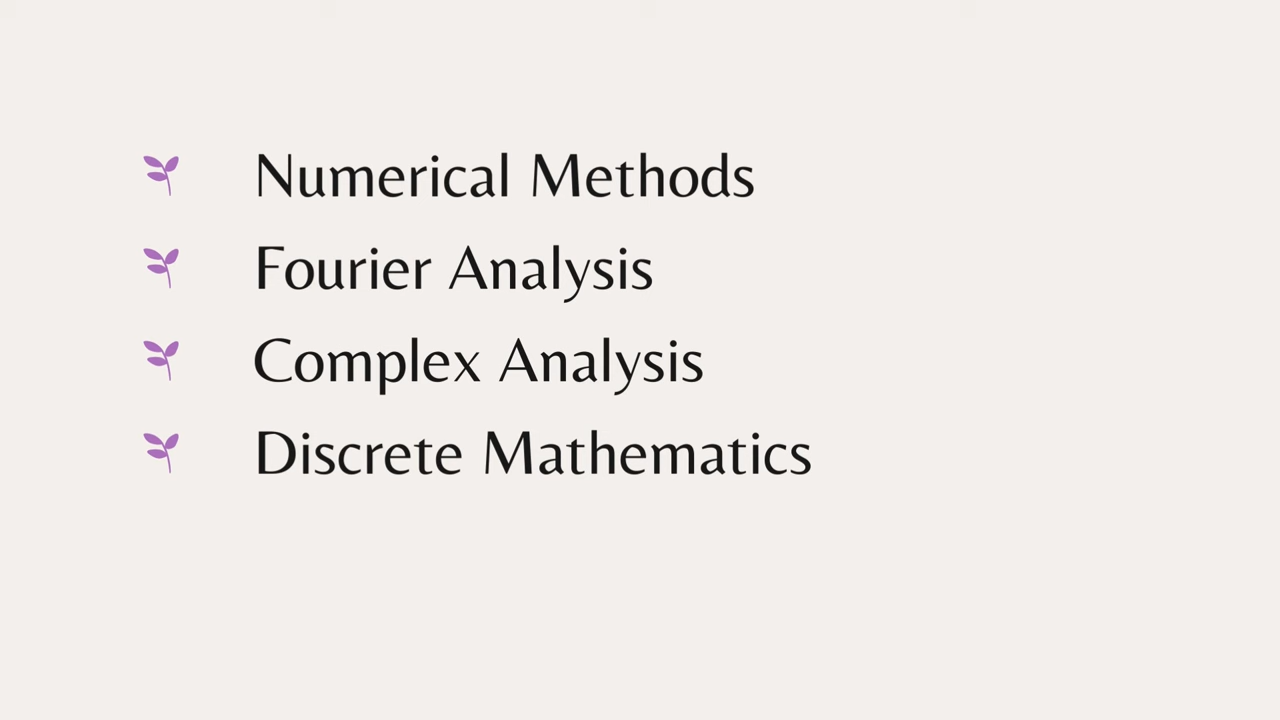 Numerical Methods
Fourier Analysis
Complex Analysis
Discrete Mathematics